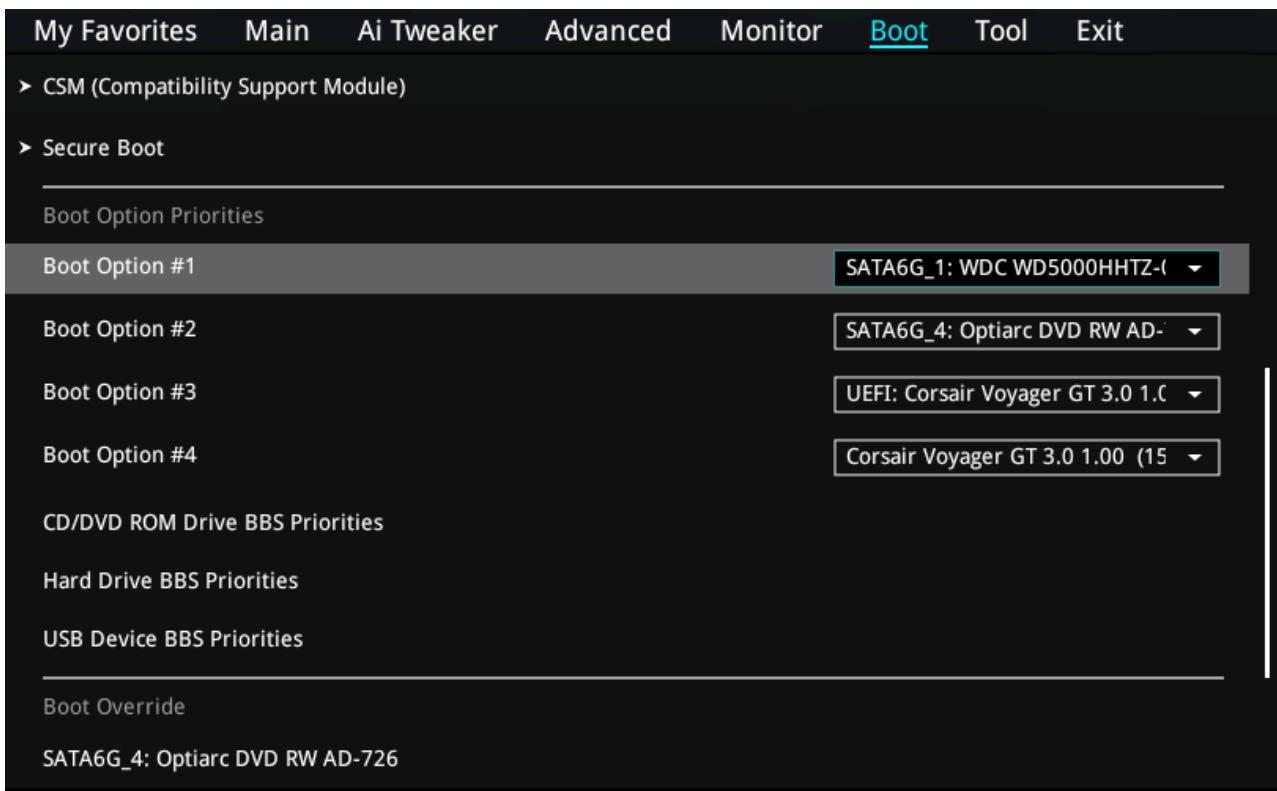 My Favorites Main Ai Tweaker Advanced Monitor Boot Tool Exit
➤ CSM (Compatibility Support Module)
➤ Secure Boot
Boot Option Priorities
Boot Option #1 SATA6G_1: WDC WD5000HHTZ-
Boot Option #2 SATA6G_4: Optiarc DVD RW AD-
Boot Option #3 UEFI: Corsair Voyager GT 3.0 1.
Boot Option #4 Corsair Voyager GT 3.0 1.00 (15
CD/DVD ROM Drive BBS Priorities
Hard Drive BBS Priorities
USB Device BBS Priorities
Boot Override
SATA6G_4: Optiarc DVD RW AD-726